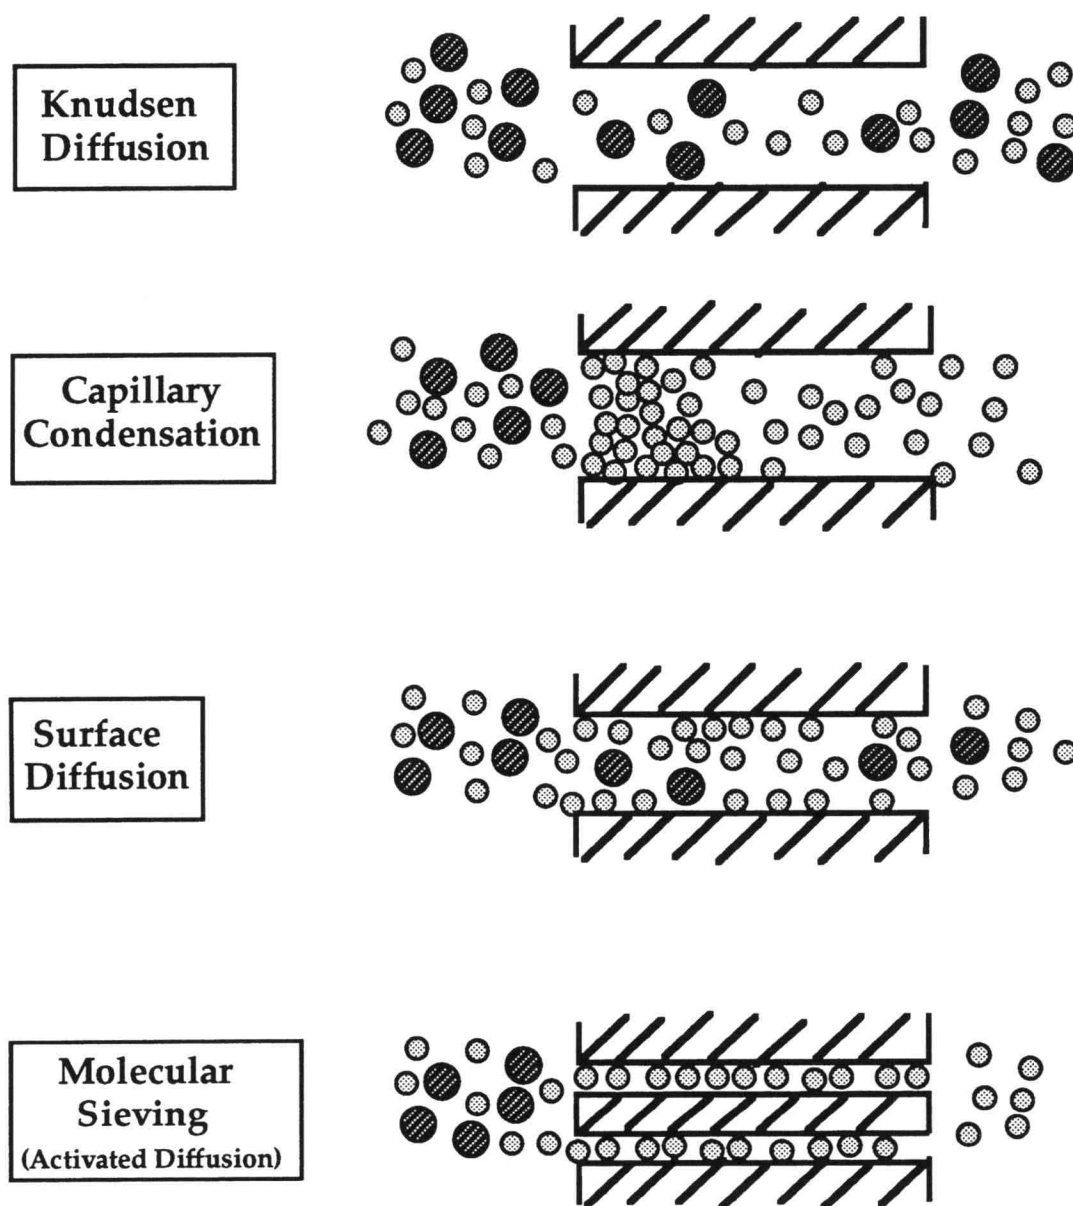 Knudsen
Diffusion
Capillary
Condensation
Surface
Diffusion
Molecular
Sieving
(Activated Diffusion)